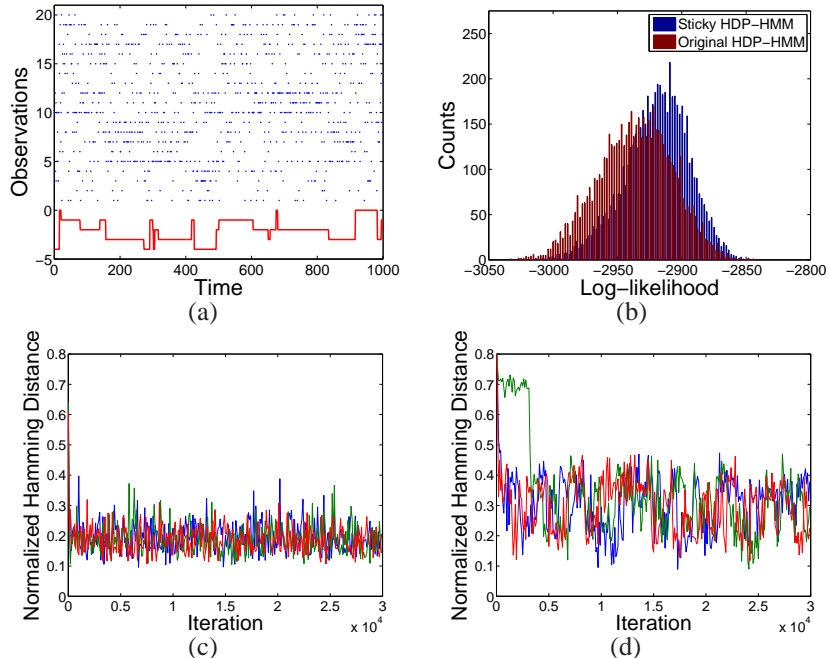 20
15
10
5
0
−5
Observations
0 200 400 600 800 1000
Time
(a)
Sticky HDP−HMM
Original HDP−HMM
250
200
150
100
50
0
Counts
−3050 −3000 −2950 −2900 −2850 −2800
Log−likelihood
(b)
0.8
0.7
0.6
0.5
0.4
0.3
0.2
0.1
0
Normalized Hamming Distance
0 0.5 1 1.5 2 2.5 3
Iteration
x 10⁴
(c)
0.8
0.7
0.6
0.5
0.4
0.3
0.2
0.1
0
Normalized Hamming Distance
0 0.5 1 1.5 2 2.5 3
Iteration
x 10⁴
(d)